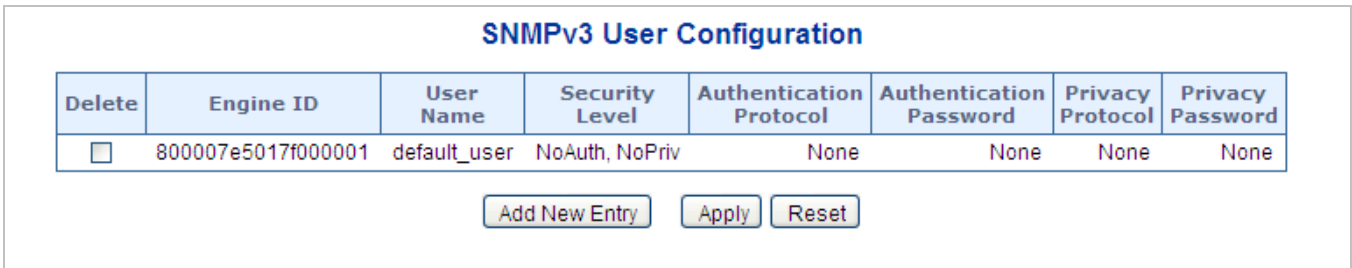 SNMPv3 User Configuration
Delete Engine ID User Name Security Level Authentication Protocol Authentication Password Privacy Protocol Privacy Password
800007e5017f000001 default_user NoAuth, NoPriv None None None None
Add New Entry Apply Reset